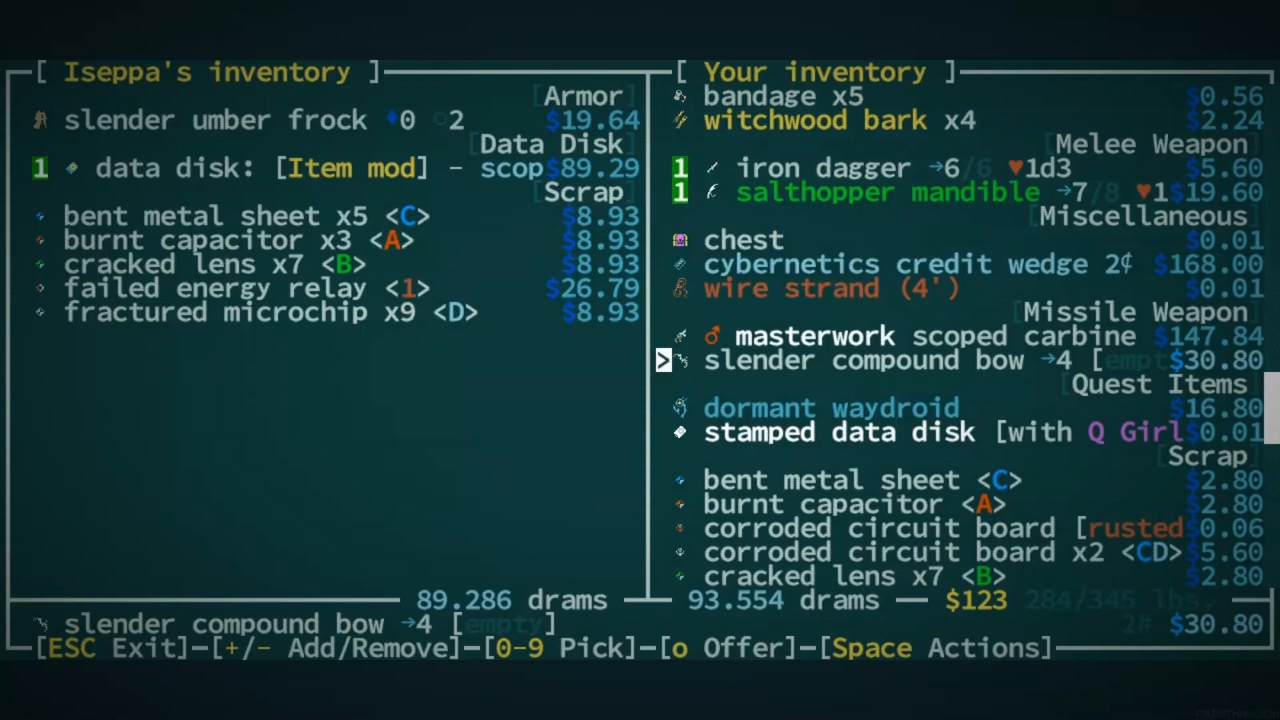 [ Iseppa's inventory ]
[Armor]
slender umber frock ♦0 ○2 $19.64
[Data Disk]
1 data disk: [Item mod] - scop $89.29
[Scrap]
bent metal sheet x5 <C> $8.93
burnt capacitor x3 <A> $8.93
cracked lens x7 <B> $8.93
failed energy relay <1> $26.79
fractured microchip x9 <D> $8.93
89.286 drams
[ Your inventory ]
bandage x5 $0.56
witchwood bark x4 $2.24
[Melee Weapon]
1 iron dagger →6/6 ♥1d3 $5.60
1 salthopper mandible →7/8 ♥1 $19.60
[Miscellaneous]
chest $0.01
cybernetics credit wedge 2¢ $168.00
wire strand (4') $0.01
[Missile Weapon]
♂ masterwork scoped carbine $147.84
> slender compound bow →4 [empt $30.80
[Quest Items]
dormant waydroid $16.80
stamped data disk [with Q Girl $0.01
[Scrap]
bent metal sheet <C> $2.80
burnt capacitor <A> $2.80
corroded circuit board [rusted $0.06
corroded circuit board x2 <CD> $5.60
cracked lens x7 <B> $2.80
93.554 drams — $123 284/345 lbs.
slender compound bow →4 [empty] 2# $30.80
[ESC Exit]-[+/- Add/Remove]-[0-9 Pick]-[o Offer]-[Space Actions]